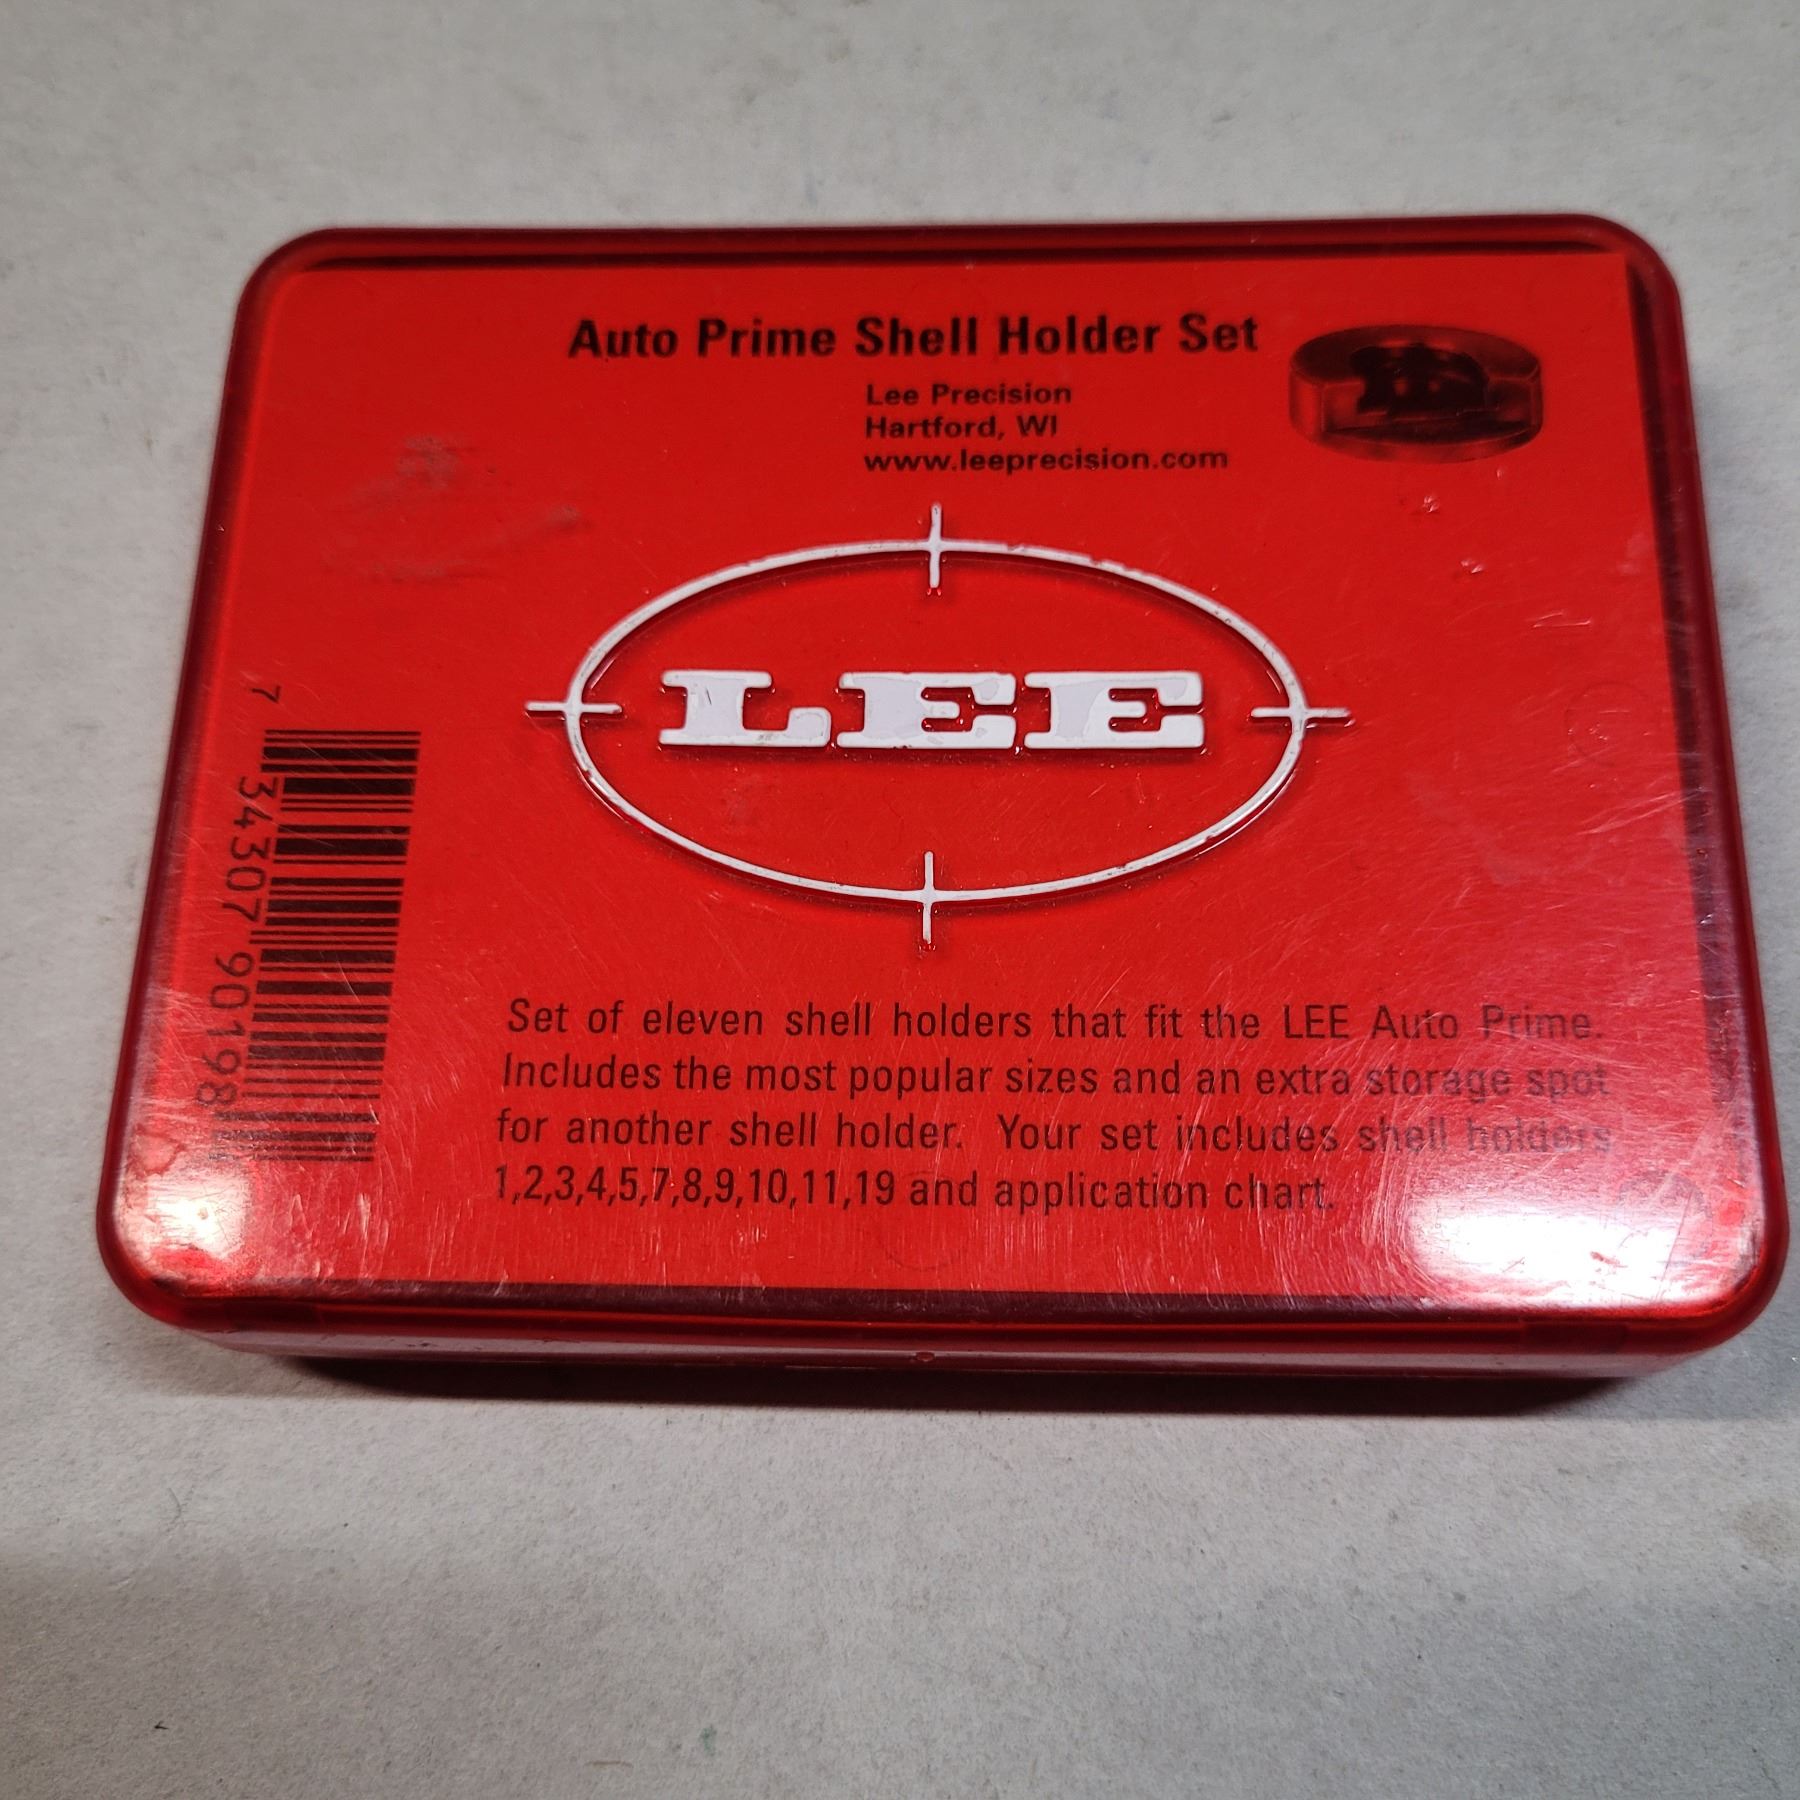 Auto Prime Shell Holder Set
Lee Precision
Hartford, WI
www.leeprecision.com
LEE
7 34307 90198
Set of eleven shell holders that fit the LEE Auto Prime.
Includes the most popular sizes and an extra storage spot
for another shell holder. Your set includes shell holders
1,2,3,4,5,7,8,9,10,11,19 and application chart.